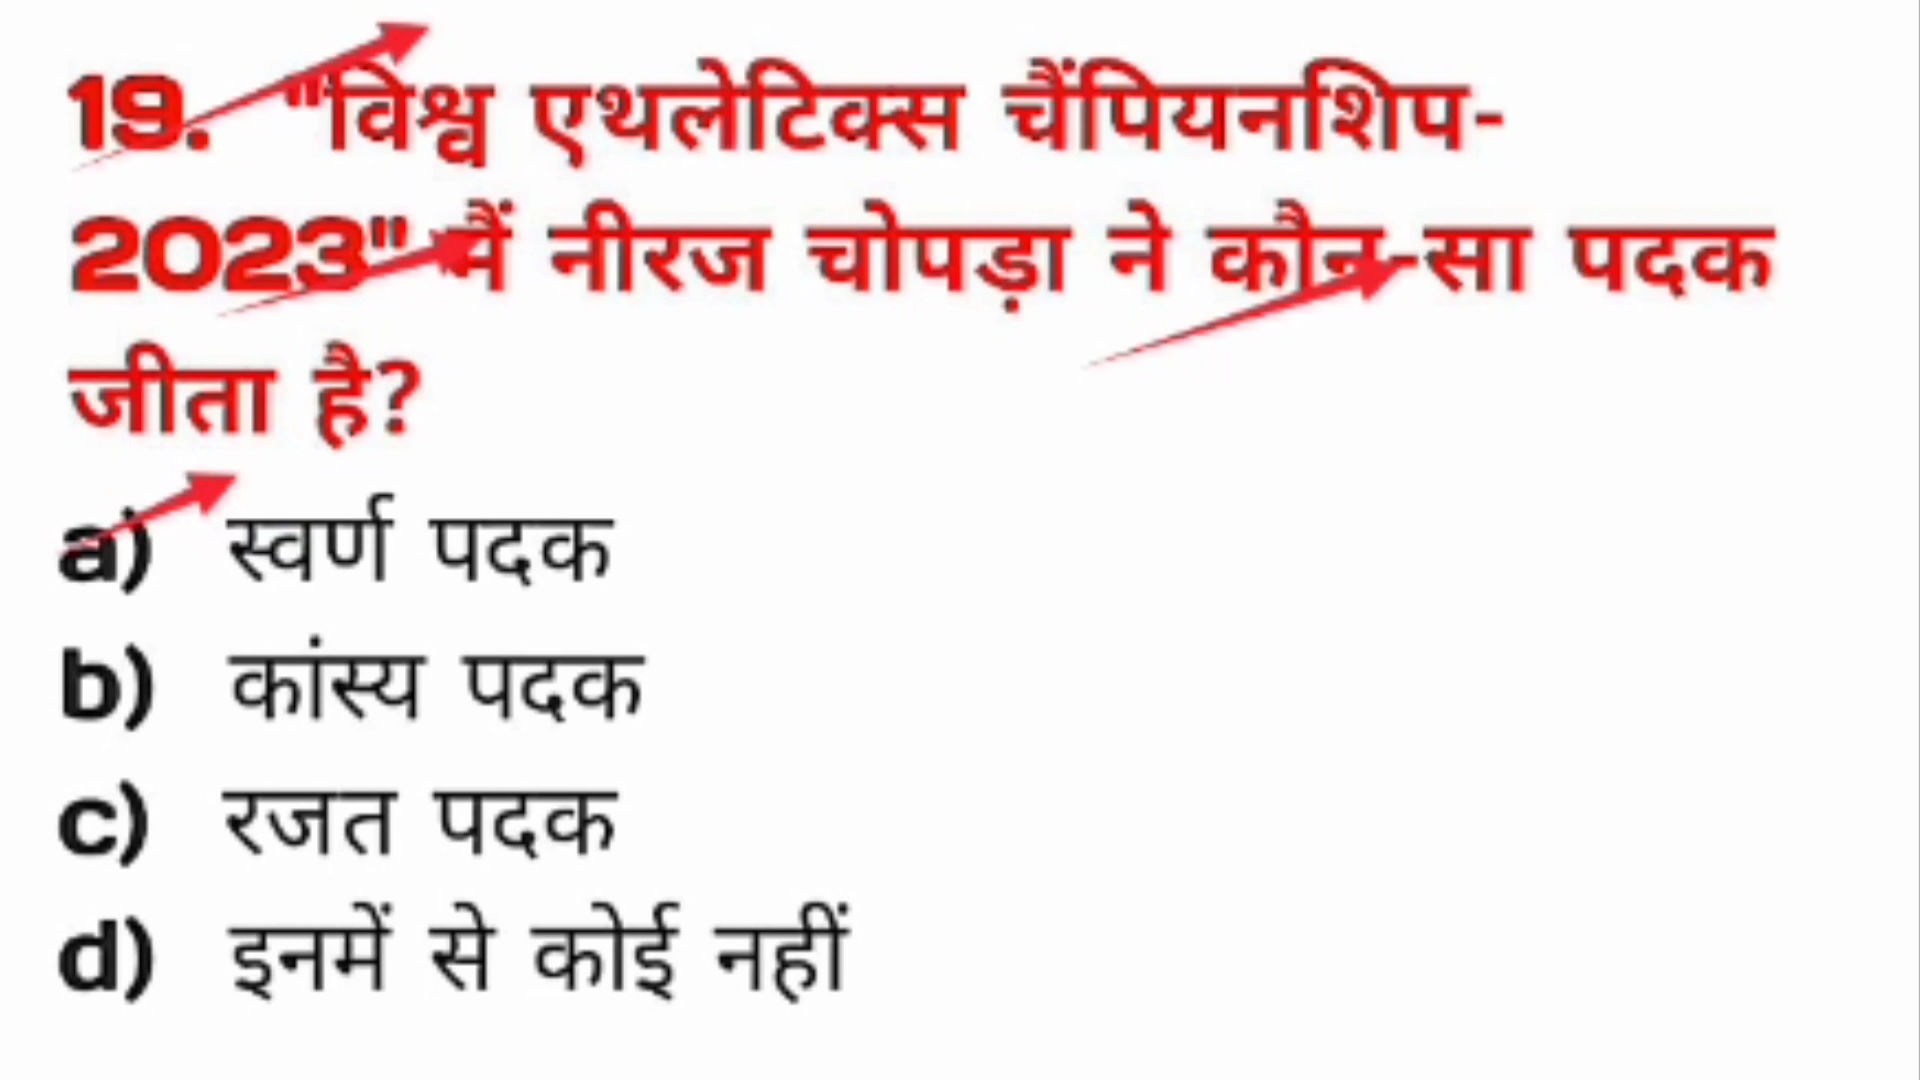 19. "विश्व एथलेटिक्स चैंपियनशिप-
2023" मैं नीरज चोपड़ा ने कौन-सा पदक
जीता है?
a) स्वर्ण पदक
b) कांस्य पदक
c) रजत पदक
d) इनमें से कोई नहीं